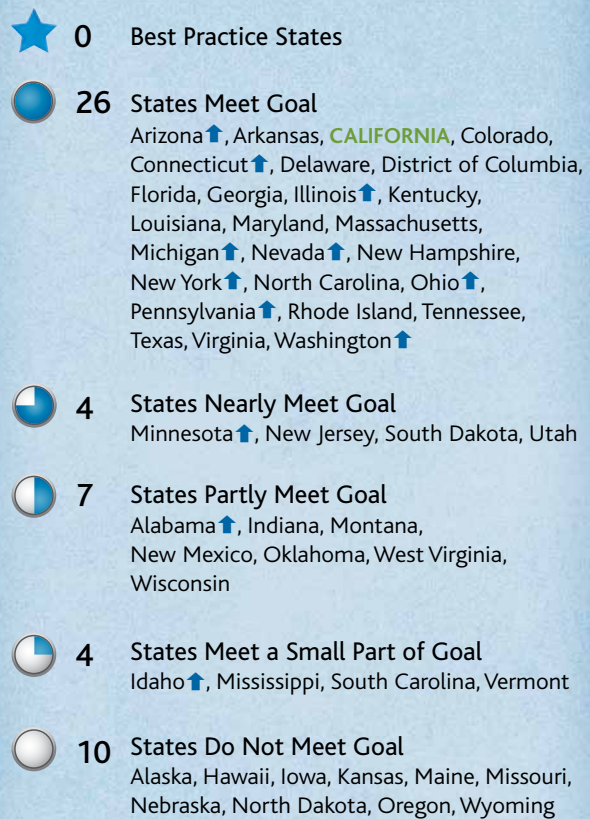 0 Best Practice States
26 States Meet Goal
Arizona⬆, Arkansas, CALIFORNIA, Colorado,
Connecticut⬆, Delaware, District of Columbia,
Florida, Georgia, Illinois⬆, Kentucky,
Louisiana, Maryland, Massachusetts,
Michigan⬆, Nevada⬆, New Hampshire,
New York⬆, North Carolina, Ohio⬆,
Pennsylvania⬆, Rhode Island, Tennessee,
Texas, Virginia, Washington⬆
4 States Nearly Meet Goal
Minnesota⬆, New Jersey, South Dakota, Utah
7 States Partly Meet Goal
Alabama⬆, Indiana, Montana,
New Mexico, Oklahoma, West Virginia,
Wisconsin
4 States Meet a Small Part of Goal
Idaho⬆, Mississippi, South Carolina, Vermont
10 States Do Not Meet Goal
Alaska, Hawaii, Iowa, Kansas, Maine, Missouri,
Nebraska, North Dakota, Oregon, Wyoming